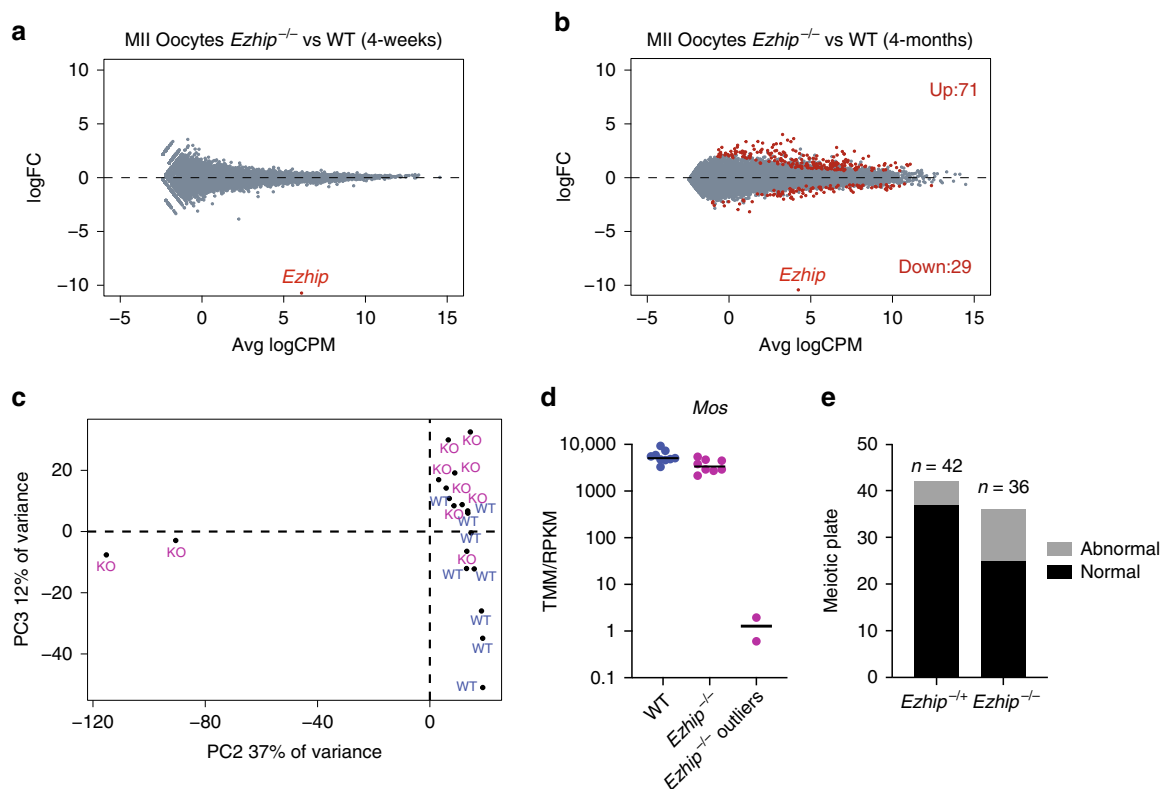 a
MII Oocytes Ezhip−/− vs WT (4-weeks)
10
5
0
−5
−10
logFC
Ezhip
−5 0 5 10 15
Avg logCPM
b
MII Oocytes Ezhip−/− vs WT (4-months)
10
5
0
−5
−10
logFC
Up:71
Ezhip
Down:29
−5 0 5 10 15
Avg logCPM
c
PC3 12% of variance
20
0
−20
−40
KO
KO
KO
KO
KO
KO
WT
WT
KO
WT
WT
KO
WT
WT
KO
KO
WT
WT
WT
−120 −80 −40 0
PC2 37% of variance
d
Mos
TMM/RPKM
10,000
1000
100
10
1
0.1
WT
Ezhip−/−
Ezhip−/− outliers
e
Meiotic plate
50
40
30
20
10
0
n = 42
n = 36
Ezhip−/+ Ezhip−/−
Abnormal
Normal